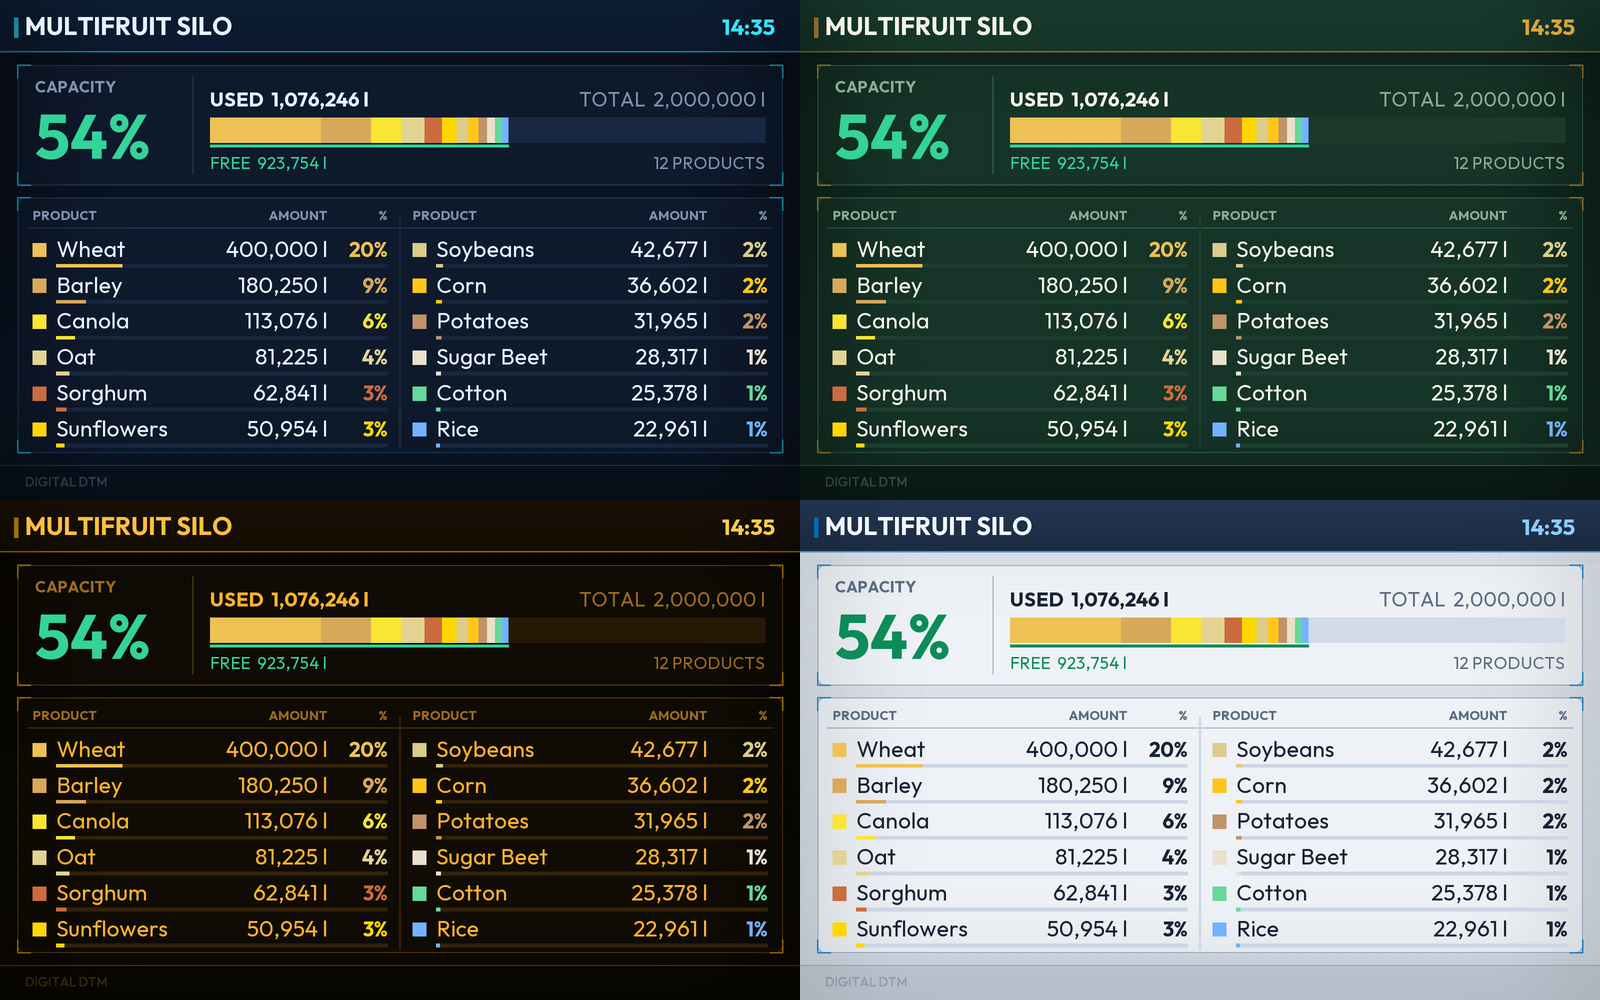 MULTIFRUIT SILO 14:35
CAPACITY
54%
USED 1,076,246 l TOTAL 2,000,000 l
FREE 923,754 l 12 PRODUCTS
PRODUCT AMOUNT % PRODUCT AMOUNT %
Wheat 400,000 l 20% Soybeans 42,677 l 2%
Barley 180,250 l 9% Corn 36,602 l 2%
Canola 113,076 l 6% Potatoes 31,965 l 2%
Oat 81,225 l 4% Sugar Beet 28,317 l 1%
Sorghum 62,841 l 3% Cotton 25,378 l 1%
Sunflowers 50,954 l 3% Rice 22,961 l 1%
DIGITAL DTM
MULTIFRUIT SILO 14:35
CAPACITY
54%
USED 1,076,246 l TOTAL 2,000,000 l
FREE 923,754 l 12 PRODUCTS
PRODUCT AMOUNT % PRODUCT AMOUNT %
Wheat 400,000 l 20% Soybeans 42,677 l 2%
Barley 180,250 l 9% Corn 36,602 l 2%
Canola 113,076 l 6% Potatoes 31,965 l 2%
Oat 81,225 l 4% Sugar Beet 28,317 l 1%
Sorghum 62,841 l 3% Cotton 25,378 l 1%
Sunflowers 50,954 l 3% Rice 22,961 l 1%
DIGITAL DTM
MULTIFRUIT SILO 14:35
CAPACITY
54%
USED 1,076,246 l TOTAL 2,000,000 l
FREE 923,754 l 12 PRODUCTS
PRODUCT AMOUNT % PRODUCT AMOUNT %
Wheat 400,000 l 20% Soybeans 42,677 l 2%
Barley 180,250 l 9% Corn 36,602 l 2%
Canola 113,076 l 6% Potatoes 31,965 l 2%
Oat 81,225 l 4% Sugar Beet 28,317 l 1%
Sorghum 62,841 l 3% Cotton 25,378 l 1%
Sunflowers 50,954 l 3% Rice 22,961 l 1%
DIGITAL DTM
MULTIFRUIT SILO 14:35
CAPACITY
54%
USED 1,076,246 l TOTAL 2,000,000 l
FREE 923,754 l 12 PRODUCTS
PRODUCT AMOUNT % PRODUCT AMOUNT %
Wheat 400,000 l 20% Soybeans 42,677 l 2%
Barley 180,250 l 9% Corn 36,602 l 2%
Canola 113,076 l 6% Potatoes 31,965 l 2%
Oat 81,225 l 4% Sugar Beet 28,317 l 1%
Sorghum 62,841 l 3% Cotton 25,378 l 1%
Sunflowers 50,954 l 3% Rice 22,961 l 1%
DIGITAL DTM